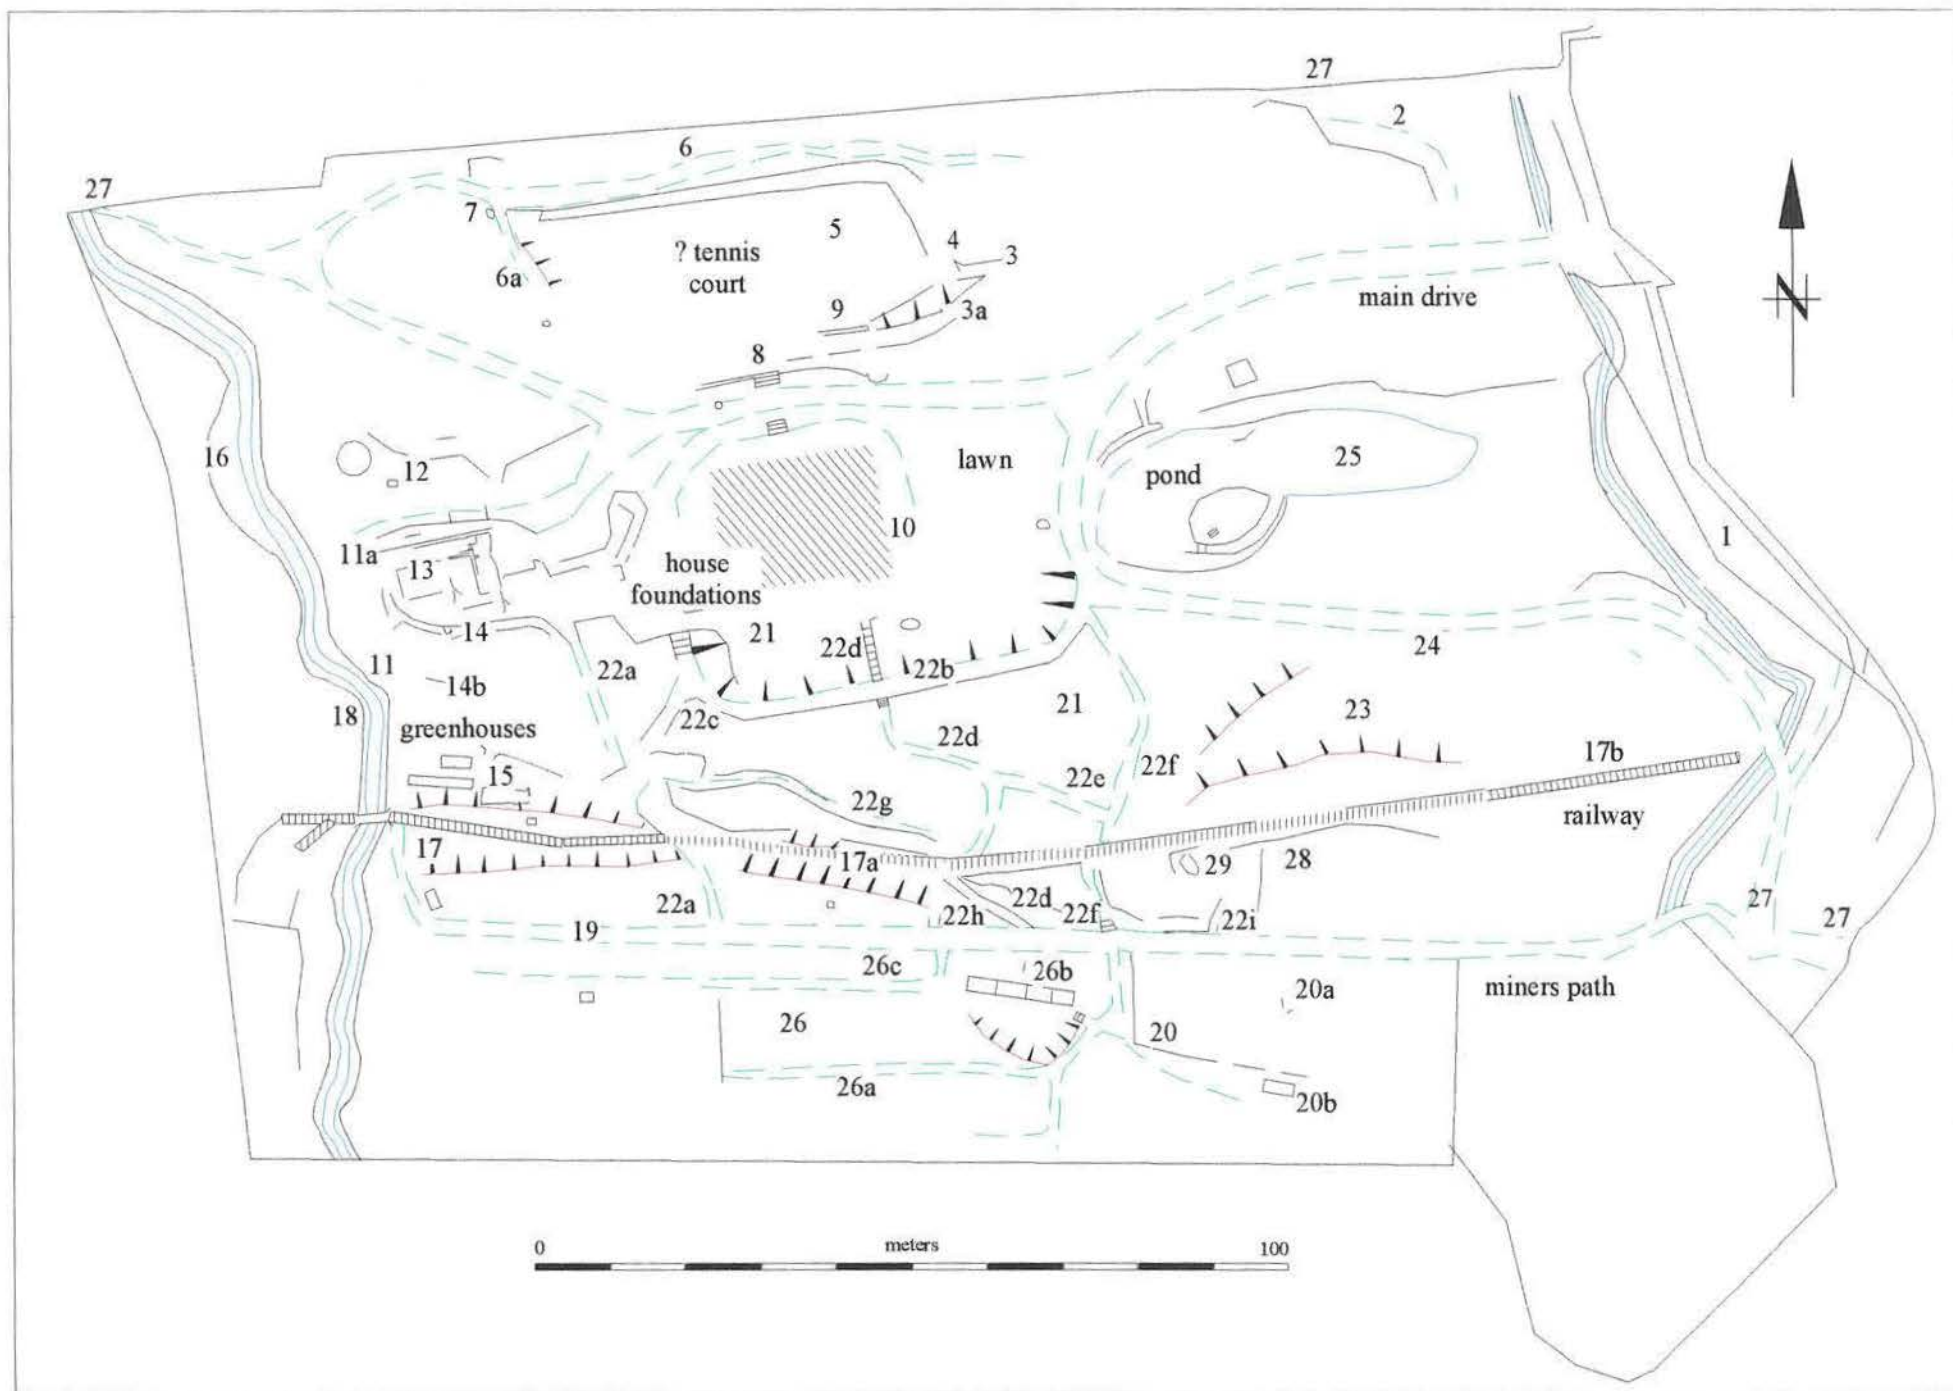 27
2
6
27
7
5
4
3
? tennis
court
6a
main drive
9
3a
8
N
16
12
lawn
25
pond
10
1
11a
13
house
foundations
14
21
22d
24
11
22a
22b
14b
21
23
18
22c
greenhouses
22d
17b
22f
15
22e
22g
railway
17
17a
29
28
22a
22d
27
22h
22f
22i
27
19
26c
26b
20a
miners path
26
20
26a
20b
0
meters
100